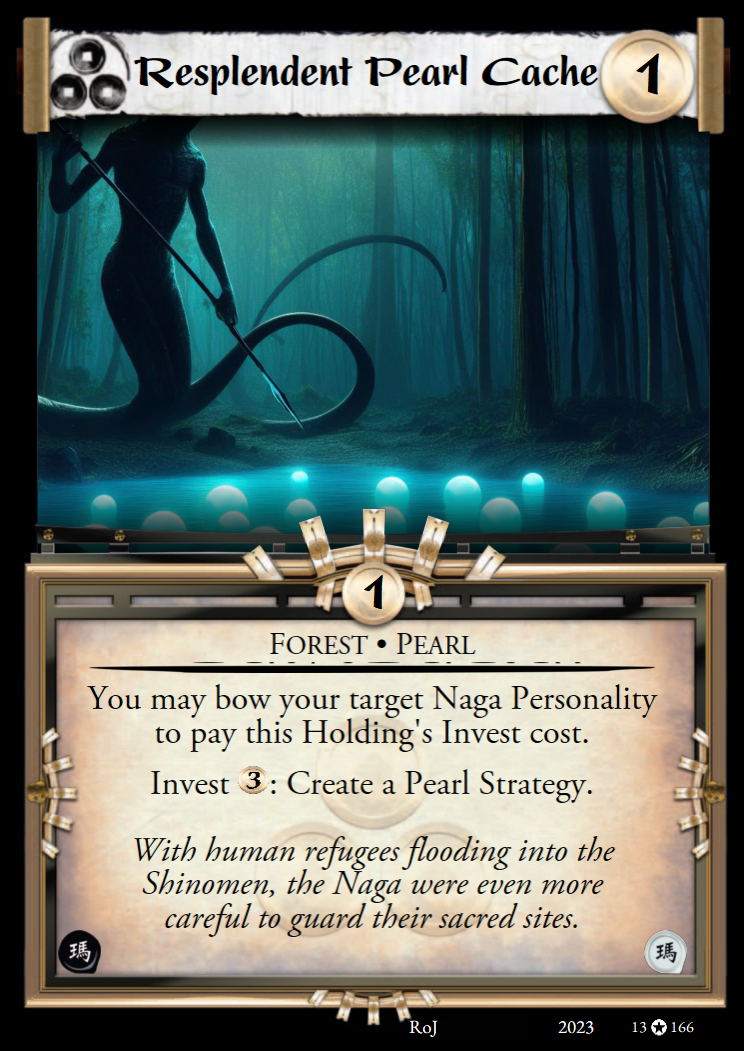 Resplendent Pearl Cache 1
1
Forest • Pearl
You may bow your target Naga Personality
to pay this Holding's Invest cost.
Invest 3: Create a Pearl Strategy.
With human refugees flooding into the
Shinomen, the Naga were even more
careful to guard their sacred sites.
瑪 瑪
RoJ 2023 13 ✪ 166